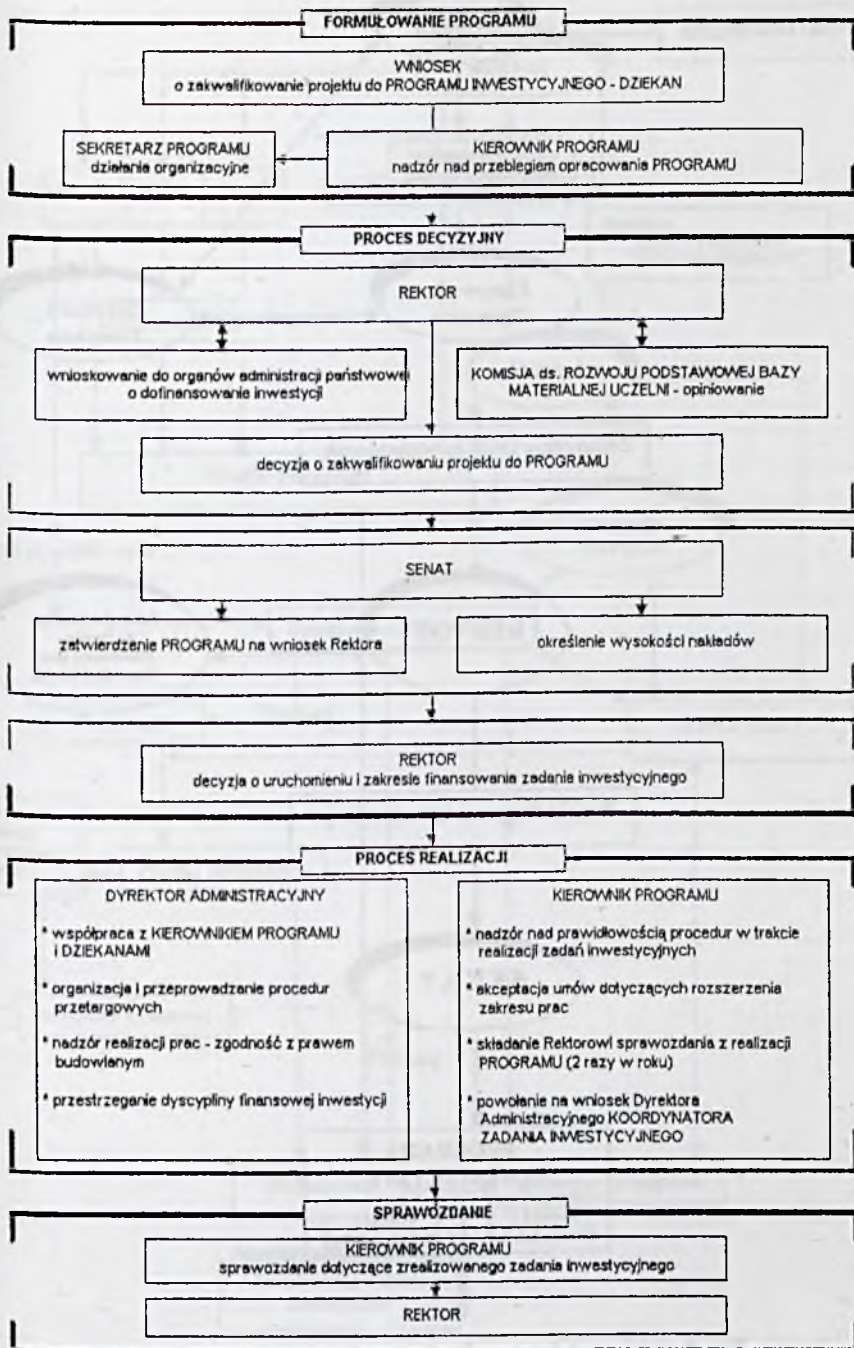 FORMUŁOWANIE PROGRAMU
WNIOSEK
o zakwalifikowanie projektu do PROGRAMU INWESTYCYJNEGO - DZIEKAN
SEKRETARZ PROGRAMU
działania organizacyjne
KIEROWNIK PROGRAMU
nadzór nad przebiegiem opracowania PROGRAMU
PROCES DECYZYJNY
REKTOR
wnioskowanie do organów administracji państwowej
o dofinansowanie inwestycji
KOMISJA ds. ROZWOJU PODSTAWOWEJ BAZY
MATERIALNEJ UCZELNI - opiniowanie
decyzja o zakwalifikowaniu projektu do PROGRAMU
SENAT
zatwierdzenie PROGRAMU na wniosek Rektora
określenie wysokości nakładów
REKTOR
decyzja o uruchomieniu i zakresie finansowania zadania inwestycyjnego
PROCES REALIZACJI
DYREKTOR ADMINISTRACYJNY
* współpraca z KIEROWNIKIEM PROGRAMU
i DZIEKANAMI
* organizacja i przeprowadzanie procedur
przetargowych
* nadzór realizacji prac - zgodność z prawem
budowlanym
* przestrzeganie dyscypliny finansowej inwestycji
KIEROWNIK PROGRAMU
* nadzór nad prawidłowością procedur w trakcie
realizacji zadań inwestycyjnych
* akceptacja umów dotyczących rozszerzenia
zakresu prac
* składanie Rektorowi sprawozdania z realizacji
PROGRAMU (2 razy w roku)
* powołanie na wniosek Dyrektora
Administracyjnego KOORDYNATORA
ZADANIA INWESTYCYJNEGO
SPRAWOZDANIE
KIEROWNIK PROGRAMU
sprawozdanie dotyczące zrealizowanego zadania inwestycyjnego
REKTOR